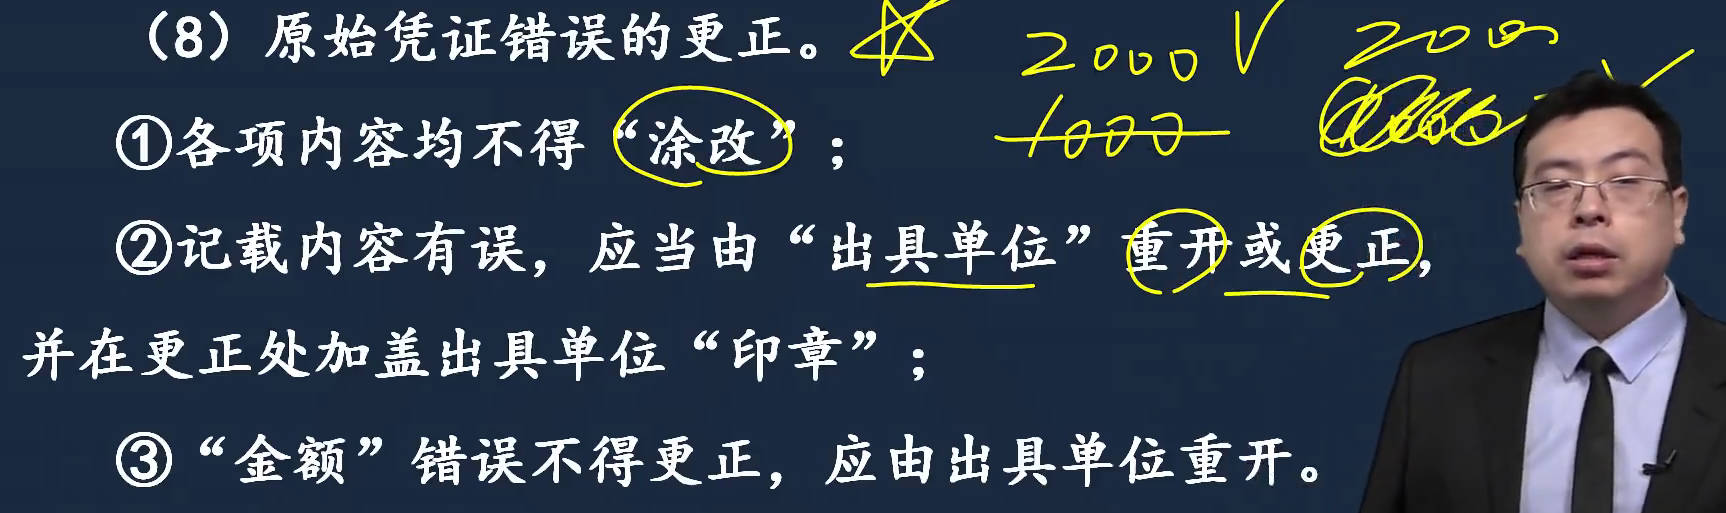 （8）原始凭证错误的更正。 2000 2000
①各项内容均不得“涂改”； 1000
②记载内容有误，应当由“出具单位”重开或更正，
并在更正处加盖出具单位“印章”；
③“金额”错误不得更正，应由出具单位重开。